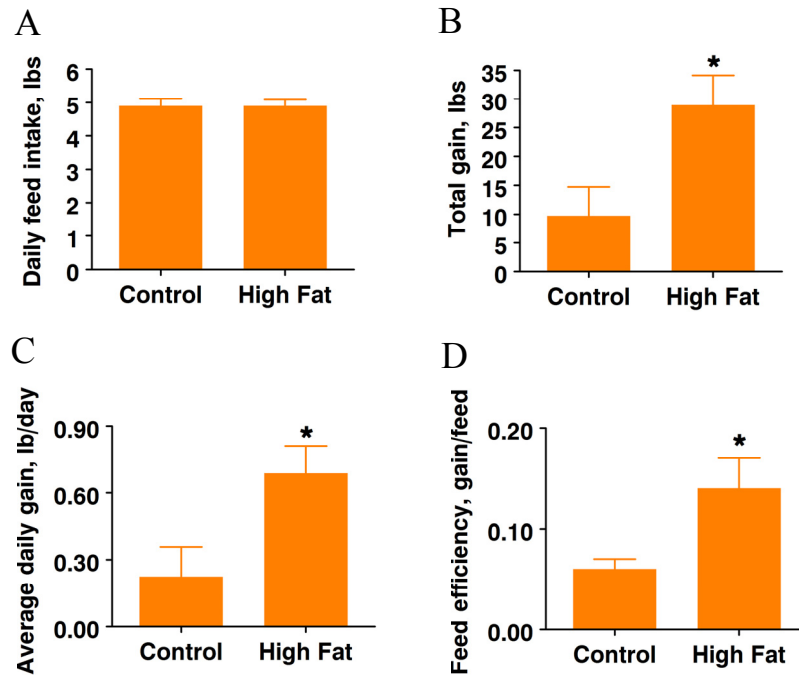 A
Daily feed intake, lbs
6
5
4
3
2
1
0
Control High Fat
B
Total gain, lbs
35
30
25
20
15
10
5
0
*
Control High Fat
C
Average daily gain, lb/day
0.90
0.60
0.30
0.00
*
Control High Fat
D
Feed efficiency, gain/feed
0.20
0.10
0.00
*
Control High Fat